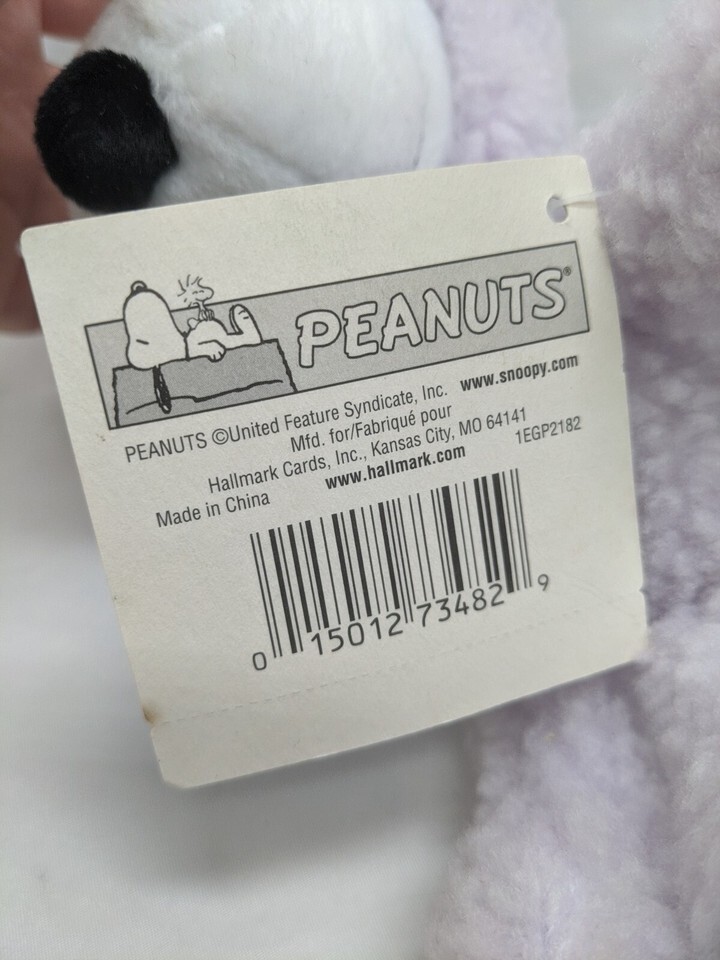 PEANUTS®
PEANUTS ©United Feature Syndicate, Inc. www.snoopy.com
Mfd. for/Fabriqué pour
Hallmark Cards, Inc., Kansas City, MO 64141
Made in China www.hallmark.com 1EGP2182
0 15012 73482 9